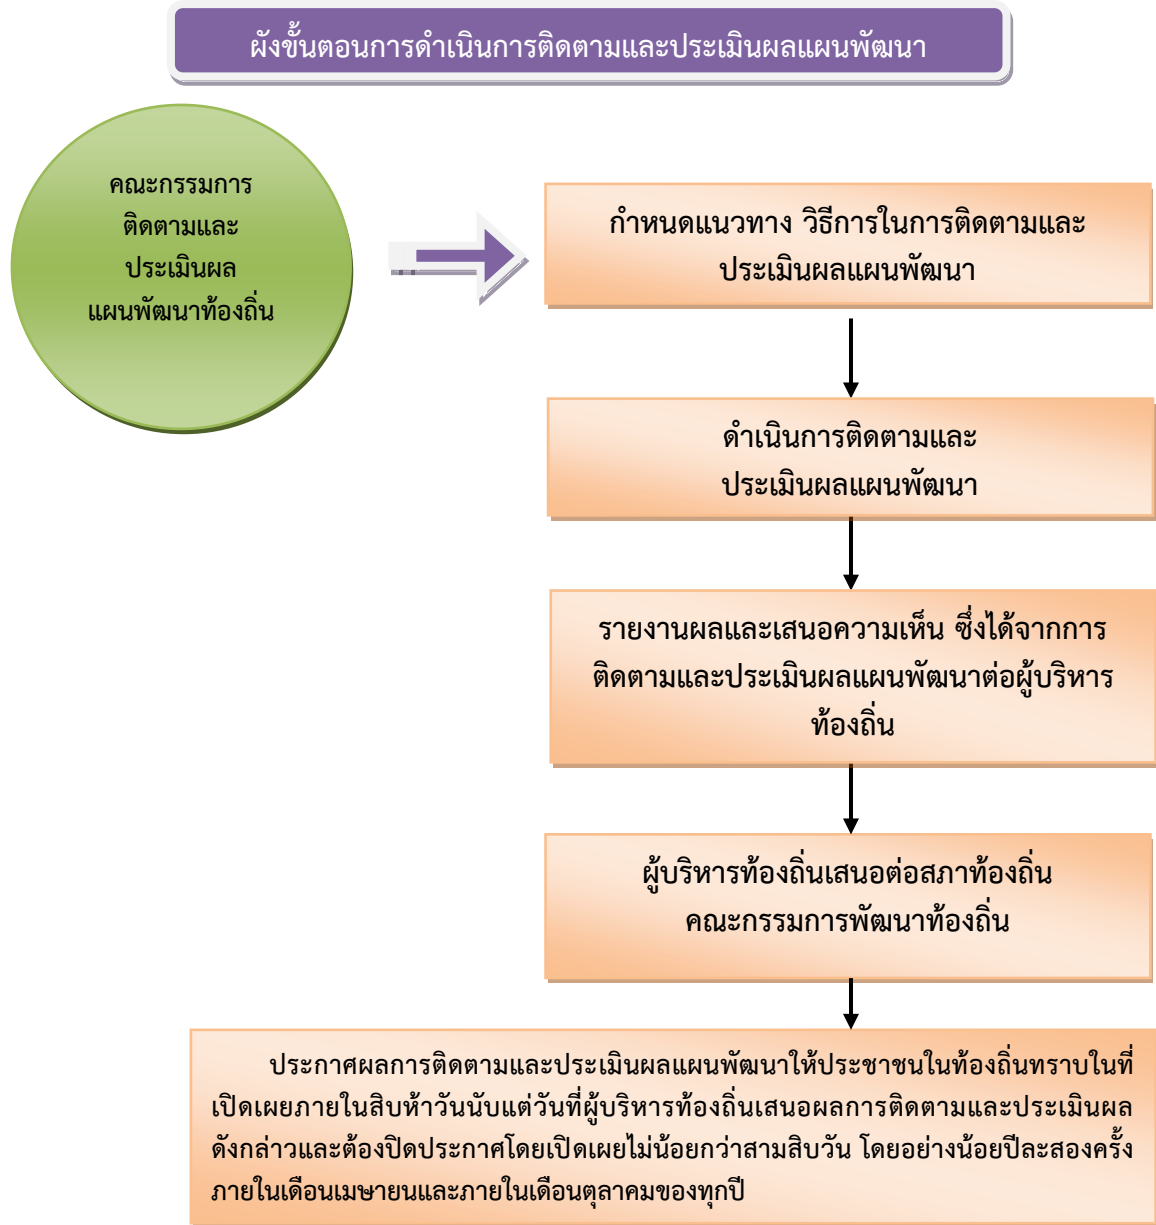 ผังขั้นตอนการดำเนินการติดตามและประเมินผลแผนพัฒนา
คณะกรรมการ
ติดตามและ
ประเมินผล
แผนพัฒนาท้องถิ่น
กำหนดแนวทาง วิธีการในการติดตามและ
ประเมินผลแผนพัฒนา
ดำเนินการติดตามและ
ประเมินผลแผนพัฒนา
รายงานผลและเสนอความเห็น ซึ่งได้จากการ
ติดตามและประเมินผลแผนพัฒนาต่อผู้บริหาร
ท้องถิ่น
ผู้บริหารท้องถิ่นเสนอต่อสภาท้องถิ่น
คณะกรรมการพัฒนาท้องถิ่น
ประกาศผลการติดตามและประเมินผลแผนพัฒนาให้ประชาชนในท้องถิ่นทราบในที่
เปิดเผยภายในสิบห้าวันนับแต่วันที่ผู้บริหารท้องถิ่นเสนอผลการติดตามและประเมินผล
ดังกล่าวและต้องปิดประกาศโดยเปิดเผยไม่น้อยกว่าสามสิบวัน โดยอย่างน้อยปีละสองครั้ง
ภายในเดือนเมษายนและภายในเดือนตุลาคมของทุกปี